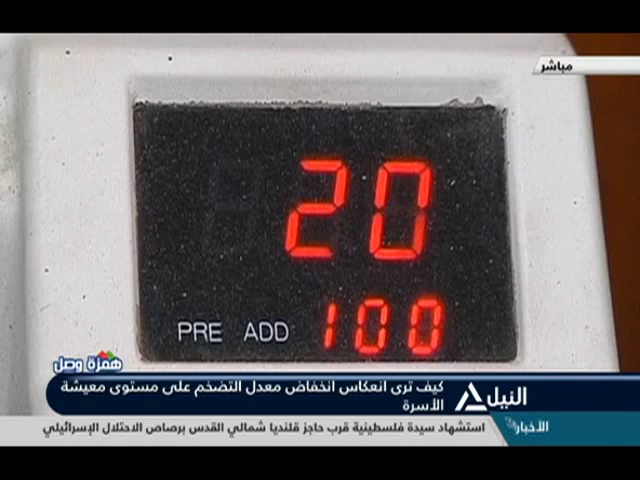 مباشر
20
PRE ADD 100
همزة وصل
كيف ترى انعكاس انخفاض معدل التضخم على مستوى معيشة
الأسرة
النيل
الأخبار
استشهاد سيدة فلسطينية قرب حاجز قلنديا شمالي القدس برصاص الاحتلال الإسرائيلي